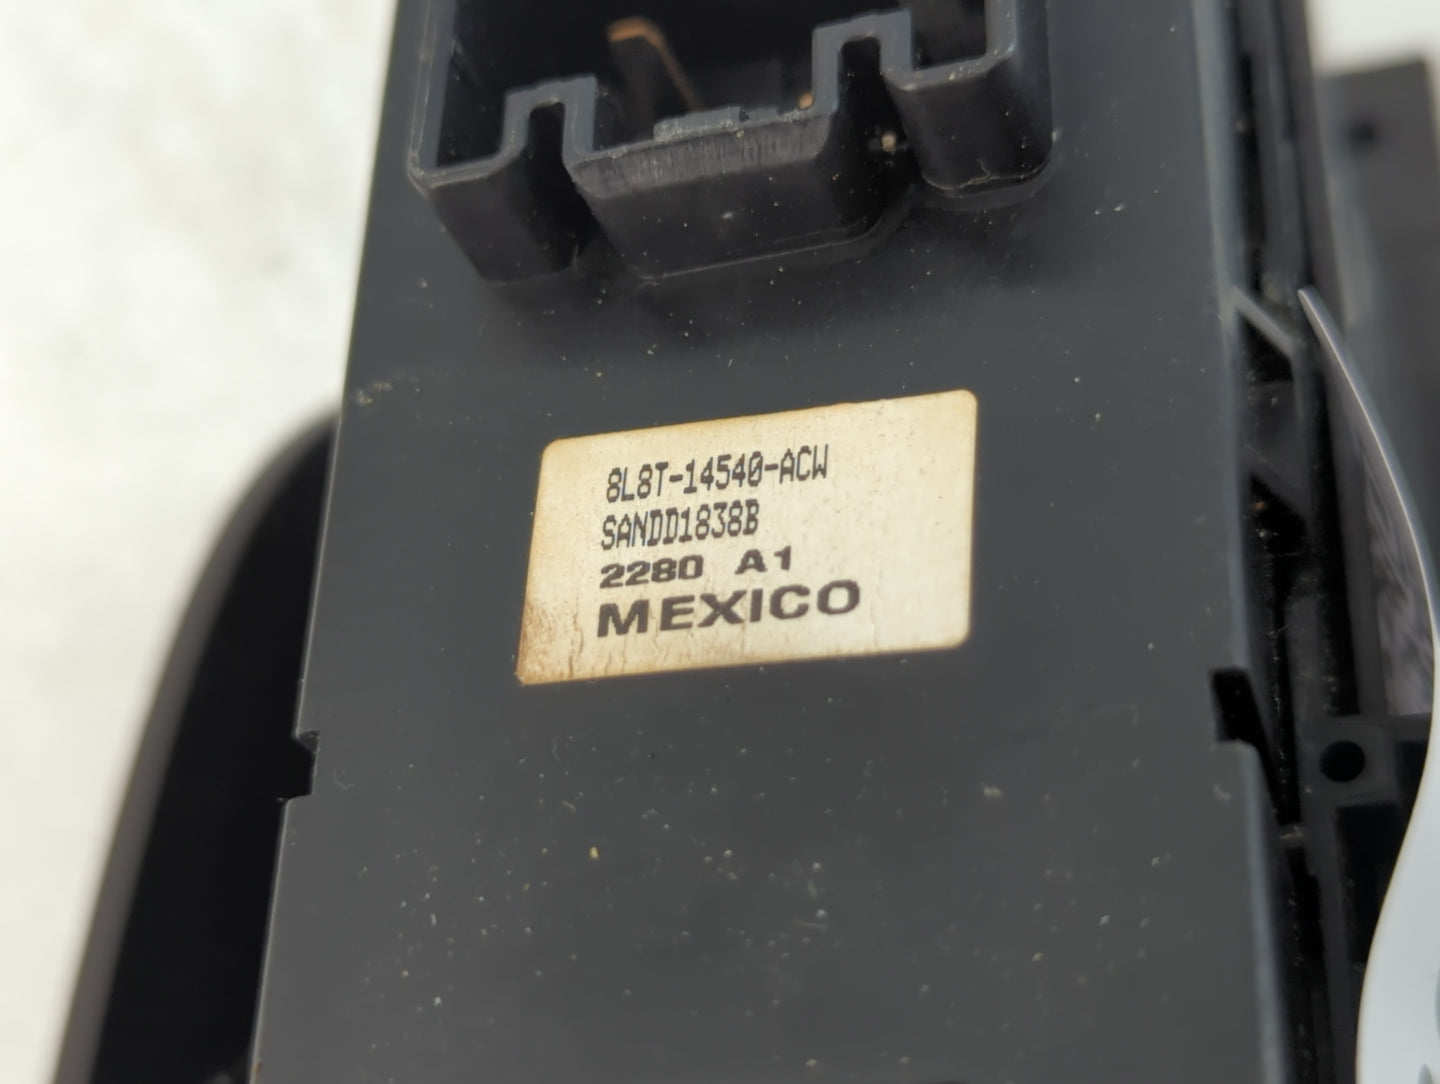 8L8T-14540-ACW
SANDD1838B
2280 A1
MEXICO